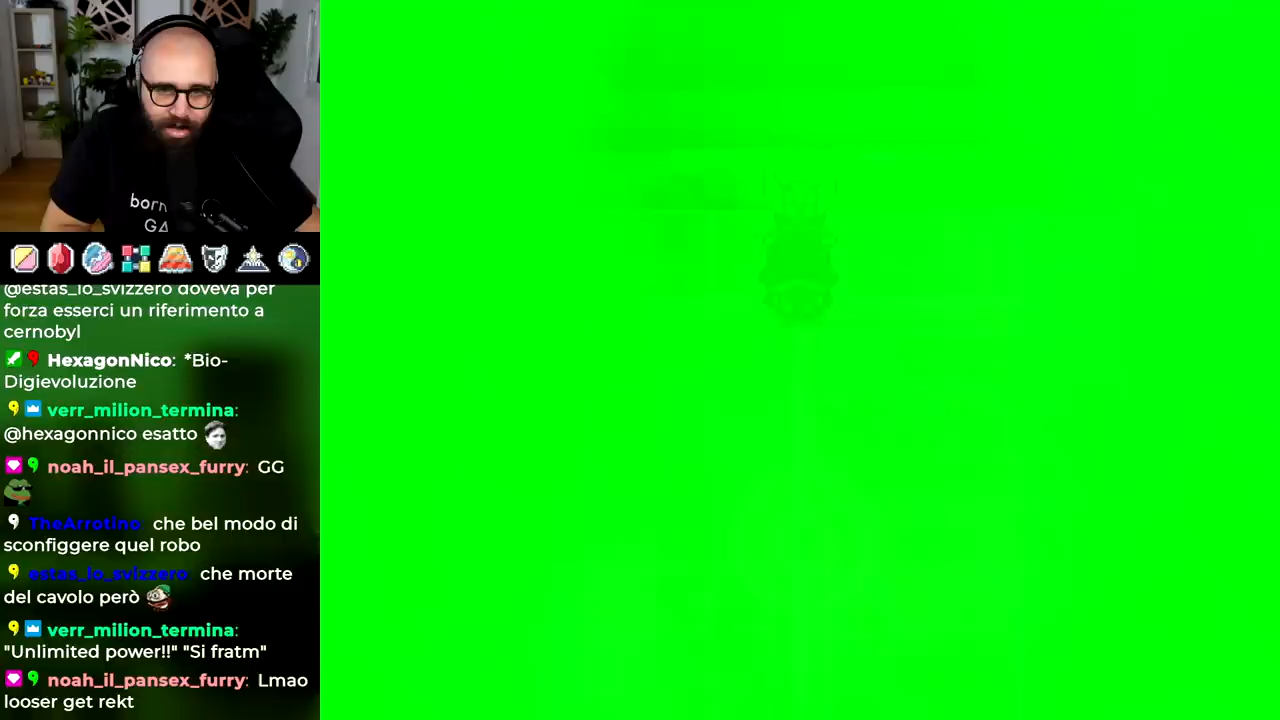 born
GA
@estas_lo_svizzero doveva per
forza esserci un riferimento a
cernobyl
HexagonNico: *Bio-
Digievoluzione
verr_milion_termina:
@hexagonnico esatto
noah_il_pansex_furry: GG
TheArrotino che bel modo di
sconfiggere quel robo
estas_lo_svizzero che morte
del cavolo però
verr_milion_termina:
"Unlimited power!!" "Si fratm"
noah_il_pansex_furry: Lmao
looser get rekt